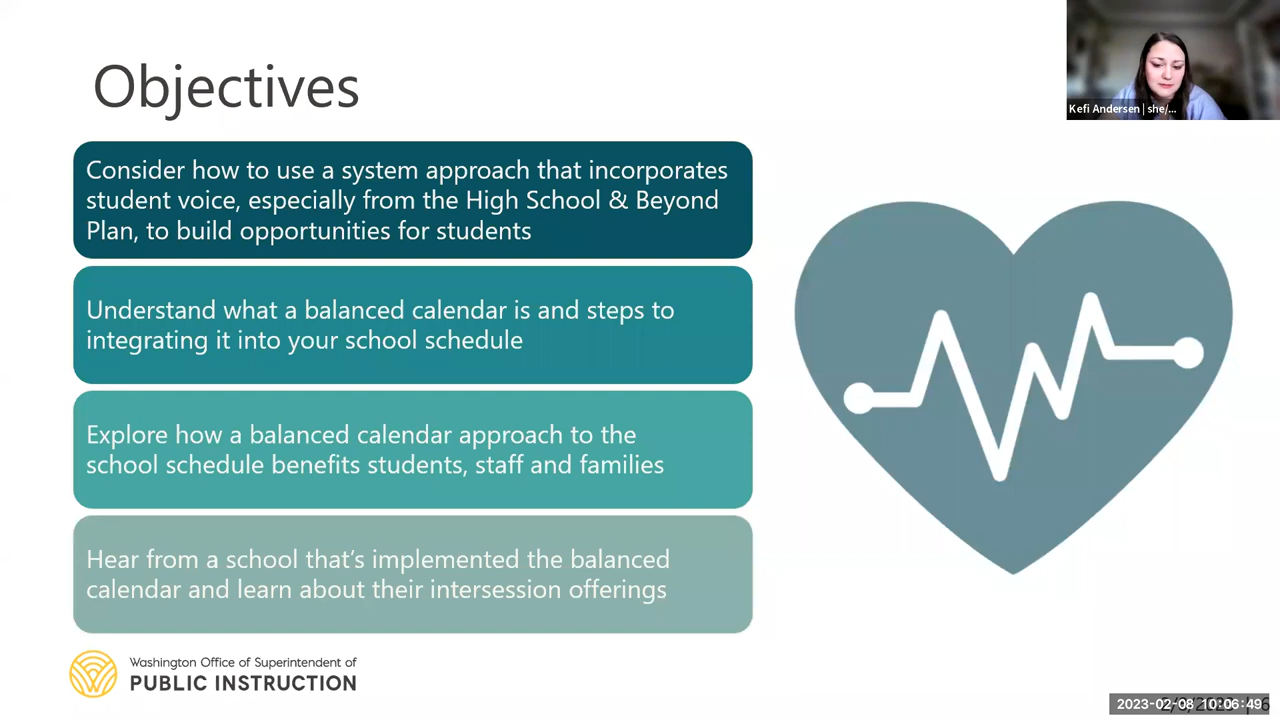 Objectives
Kefi Andersen | she/...
Consider how to use a system approach that incorporates
student voice, especially from the High School & Beyond
Plan, to build opportunities for students
Understand what a balanced calendar is and steps to
integrating it into your school schedule
Explore how a balanced calendar approach to the
school schedule benefits students, staff and families
Hear from a school that's implemented the balanced
calendar and learn about their intersession offerings
Washington Office of Superintendent of
PUBLIC INSTRUCTION
2023-02-08 10:06:49